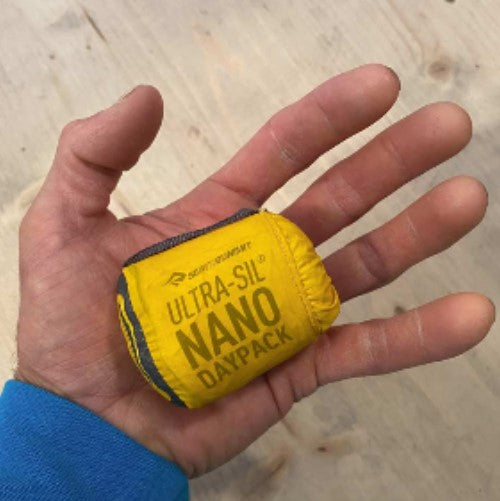 SEA TO SUMMIT
ULTRA-SIL®
NANO
DAYPACK